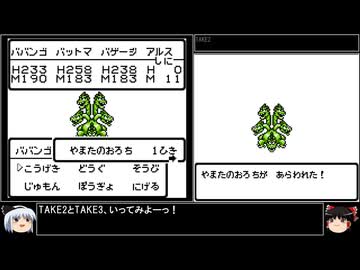 TAKE2
ババンゴ バットマ バゲージ アルス
しに
H233 H258 H238 H 0
M190 M183 M183 M 11
ババンゴ
やまたのおろち 1ひき
▷こうげき どうぐ そうび
じゅもん ぼうぎょ にげる
やまたのおろちが あらわれた!
TAKE2とTAKE3、いってみよーっ!